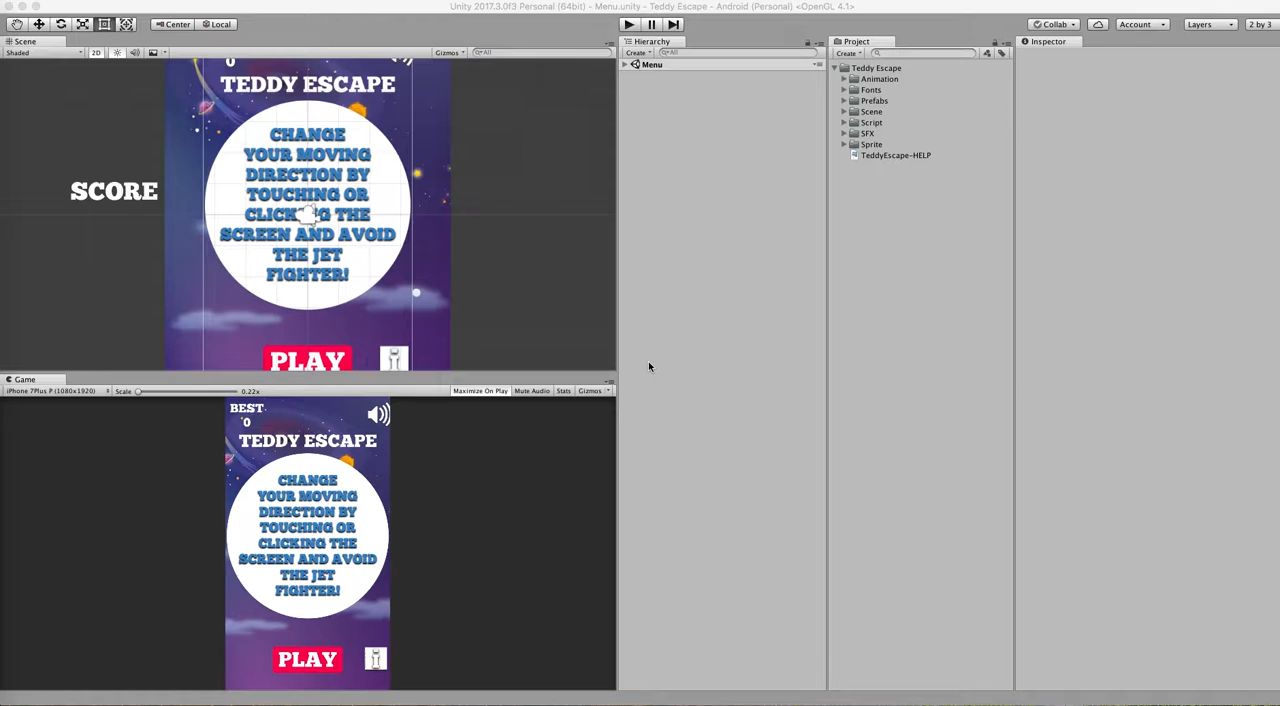 Unity 2017.3.0f3 Personal (64bit) - Menu.unity - Teddy Escape - Android (Personal) <OpenGL 4.1>
Center
Local
Collab
Account
Layers
2 by 3
Scene
Shaded
2D
Gizmos
All
0
TEDDY ESCAPE
CHANGE
YOUR MOVING
DIRECTION BY
TOUCHING OR
CLICKING THE
SCREEN AND AVOID
THE JET
FIGHTER!
SCORE
PLAY
i
Game
iPhone 7Plus P (1080x1920)
Scale
0.22x
Maximize On Play
Mute Audio
Stats
Gizmos
BEST
0
TEDDY ESCAPE
CHANGE
YOUR MOVING
DIRECTION BY
TOUCHING OR
CLICKING THE
SCREEN AND AVOID
THE JET
FIGHTER!
PLAY
i
Hierarchy
Create
All
Menu
Project
Create
Teddy Escape
Animation
Fonts
Prefabs
Scene
Script
SFX
Sprite
TeddyEscape-HELP
Inspector